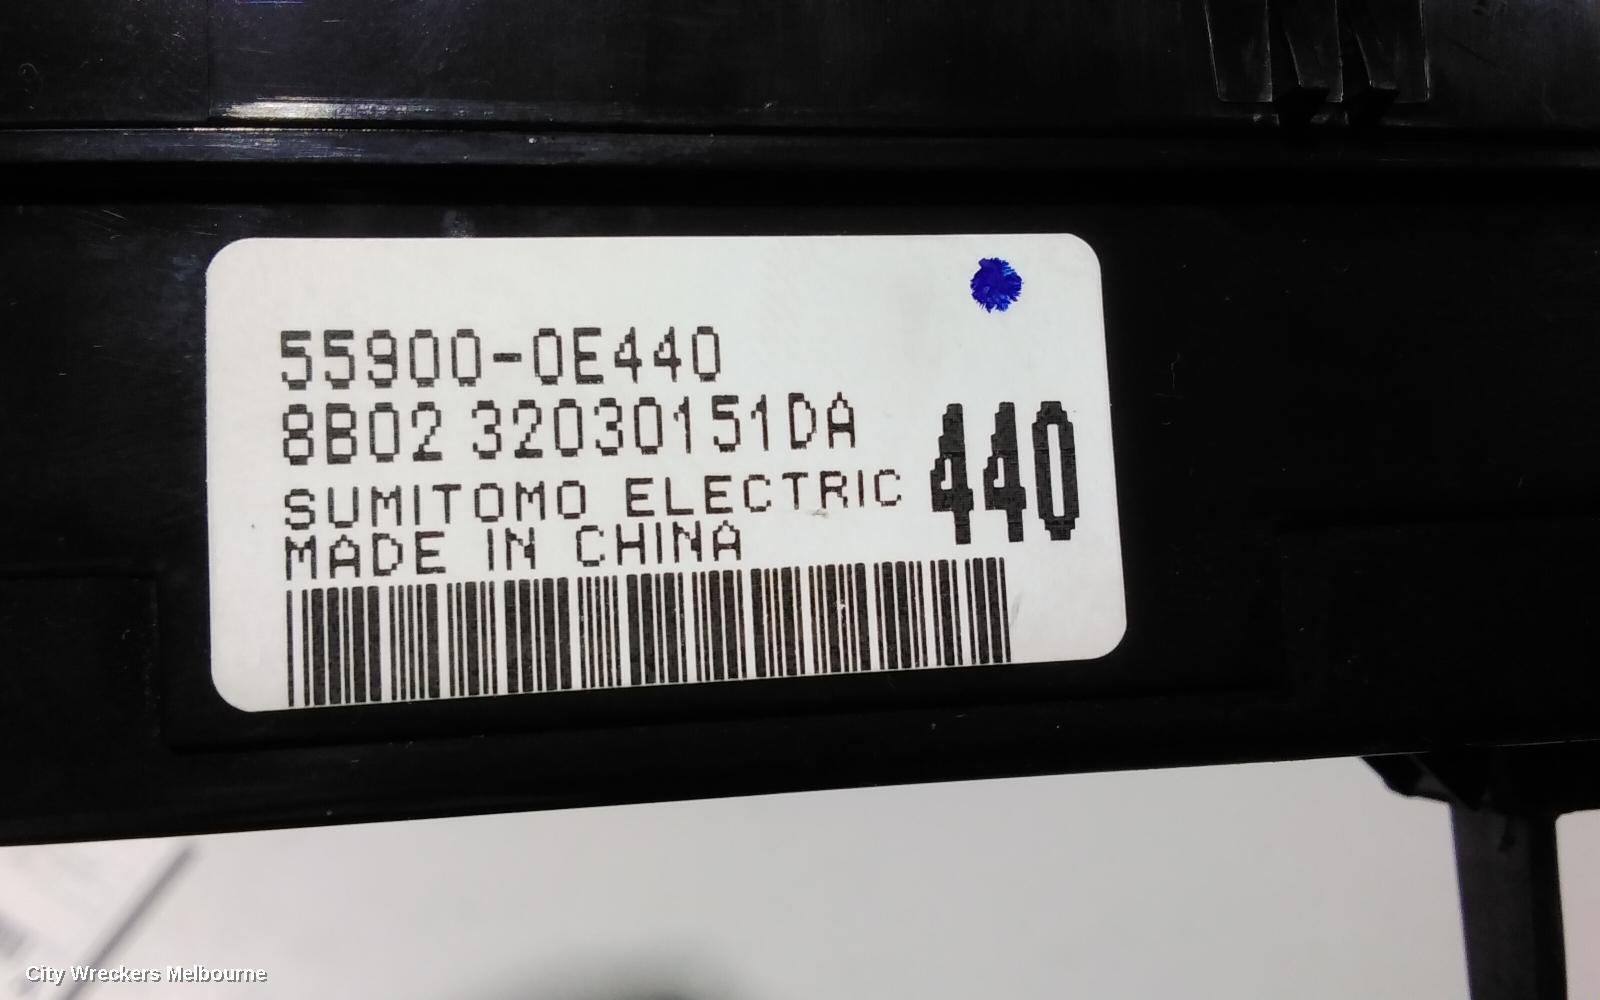 55900-0E440
8B02 32030151DA
440
SUMITOMO ELECTRIC
MADE IN CHINA
City Wreckers Melbourne